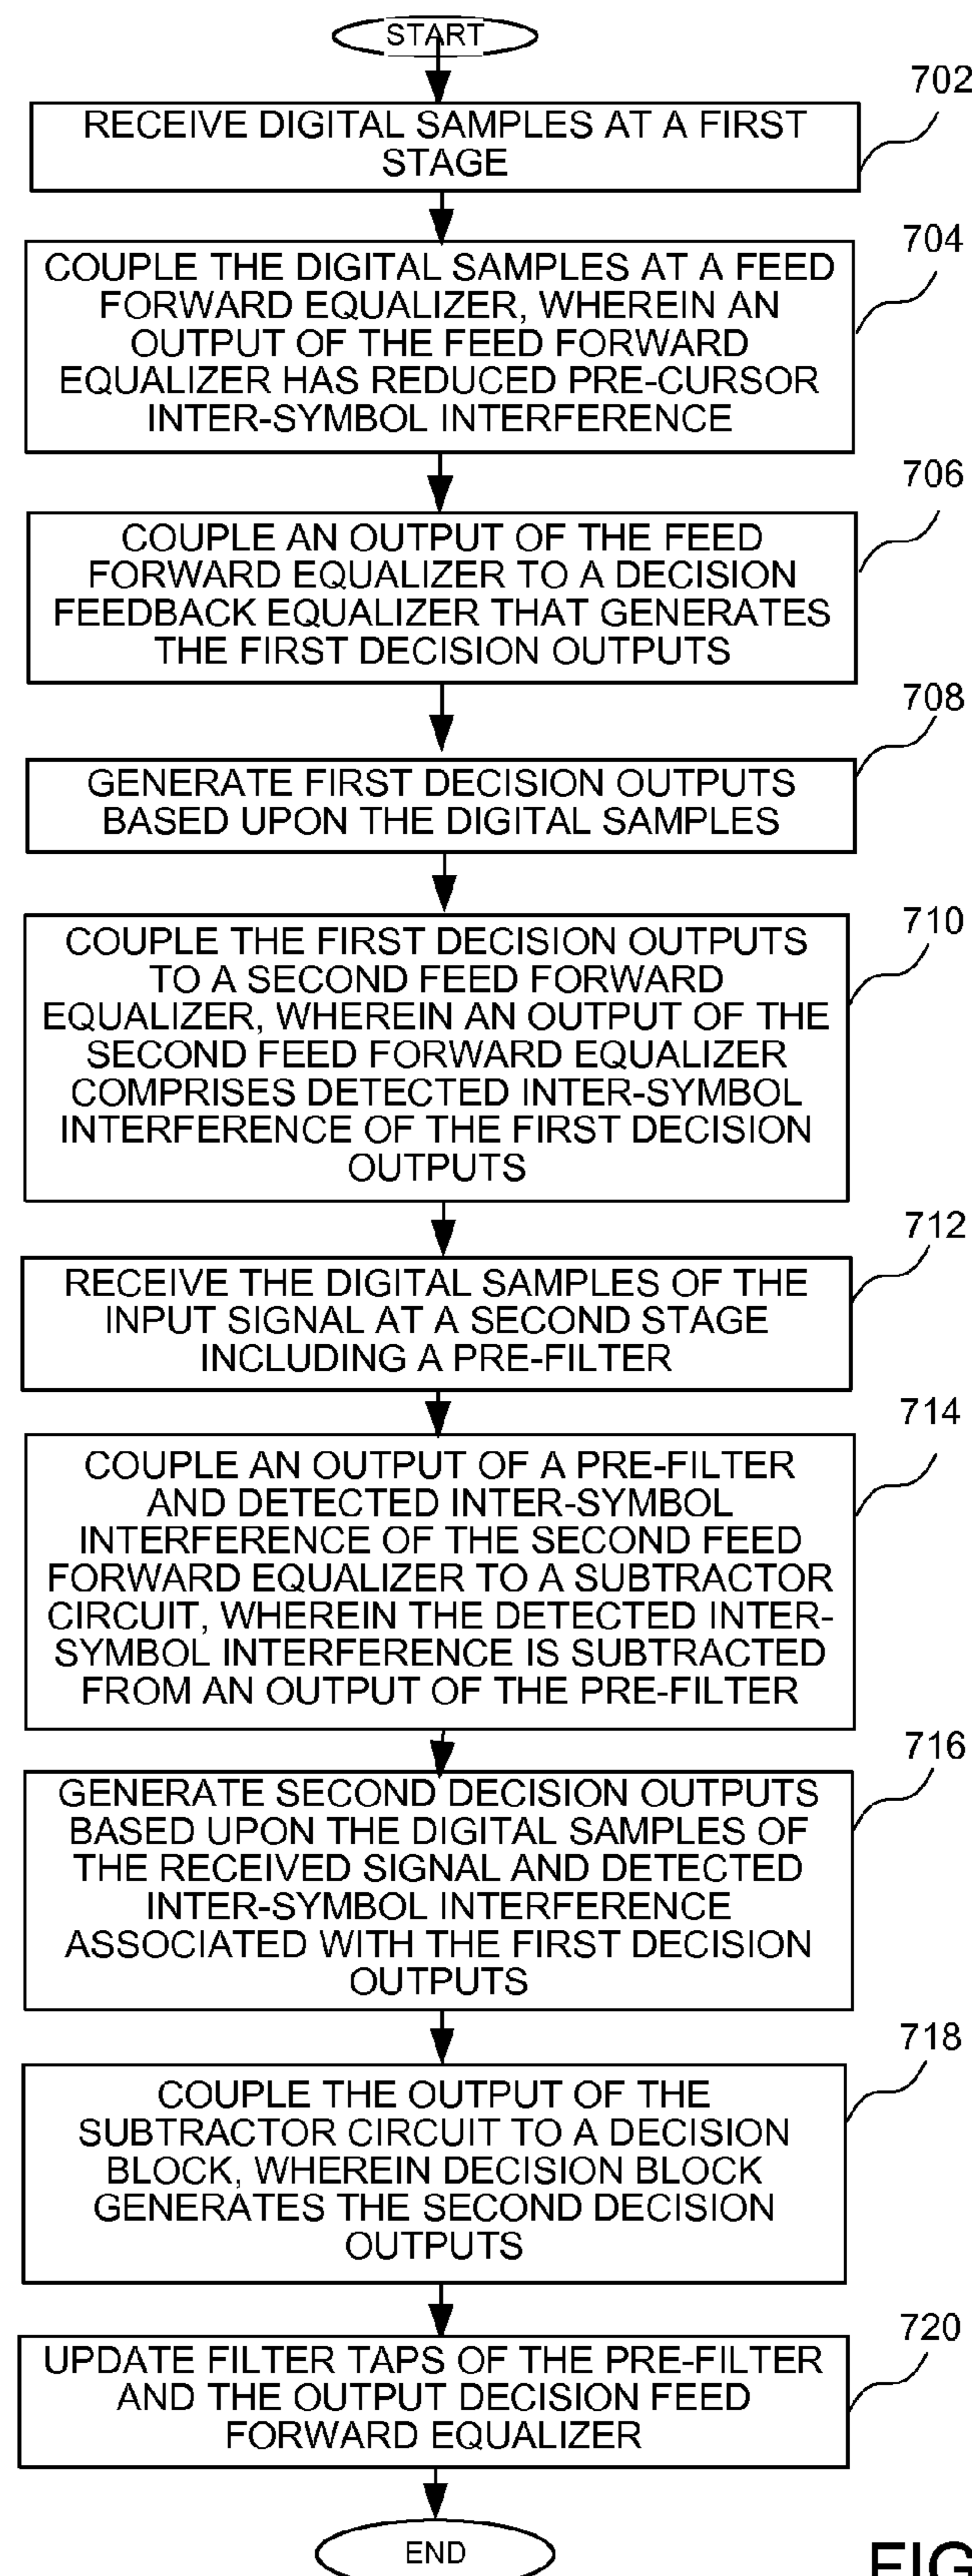 START
702
RECEIVE DIGITAL SAMPLES AT A FIRST
STAGE
704
COUPLE THE DIGITAL SAMPLES AT A FEED
FORWARD EQUALIZER, WHEREIN AN
OUTPUT OF THE FEED FORWARD
EQUALIZER HAS REDUCED PRE-CURSOR
INTER-SYMBOL INTERFERENCE
706
COUPLE AN OUTPUT OF THE FEED
FORWARD EQUALIZER TO A DECISION
FEEDBACK EQUALIZER THAT GENERATES
THE FIRST DECISION OUTPUTS
708
GENERATE FIRST DECISION OUTPUTS
BASED UPON THE DIGITAL SAMPLES
710
COUPLE THE FIRST DECISION OUTPUTS
TO A SECOND FEED FORWARD
EQUALIZER, WHEREIN AN OUTPUT OF THE
SECOND FEED FORWARD EQUALIZER
COMPRISES DETECTED INTER-SYMBOL
INTERFERENCE OF THE FIRST DECISION
OUTPUTS
712
RECEIVE THE DIGITAL SAMPLES OF THE
INPUT SIGNAL AT A SECOND STAGE
INCLUDING A PRE-FILTER
714
COUPLE AN OUTPUT OF A PRE-FILTER
AND DETECTED INTER-SYMBOL
INTERFERENCE OF THE SECOND FEED
FORWARD EQUALIZER TO A SUBTRACTOR
CIRCUIT, WHEREIN THE DETECTED INTER-
SYMBOL INTERFERENCE IS SUBTRACTED
FROM AN OUTPUT OF THE PRE-FILTER
716
GENERATE SECOND DECISION OUTPUTS
BASED UPON THE DIGITAL SAMPLES OF
THE RECEIVED SIGNAL AND DETECTED
INTER-SYMBOL INTERFERENCE
ASSOCIATED WITH THE FIRST DECISION
OUTPUTS
718
COUPLE THE OUTPUT OF THE
SUBTRACTOR CIRCUIT TO A DECISION
BLOCK, WHEREIN DECISION BLOCK
GENERATES THE SECOND DECISION
OUTPUTS
720
UPDATE FILTER TAPS OF THE PRE-FILTER
AND THE OUTPUT DECISION FEED
FORWARD EQUALIZER
END
FIG